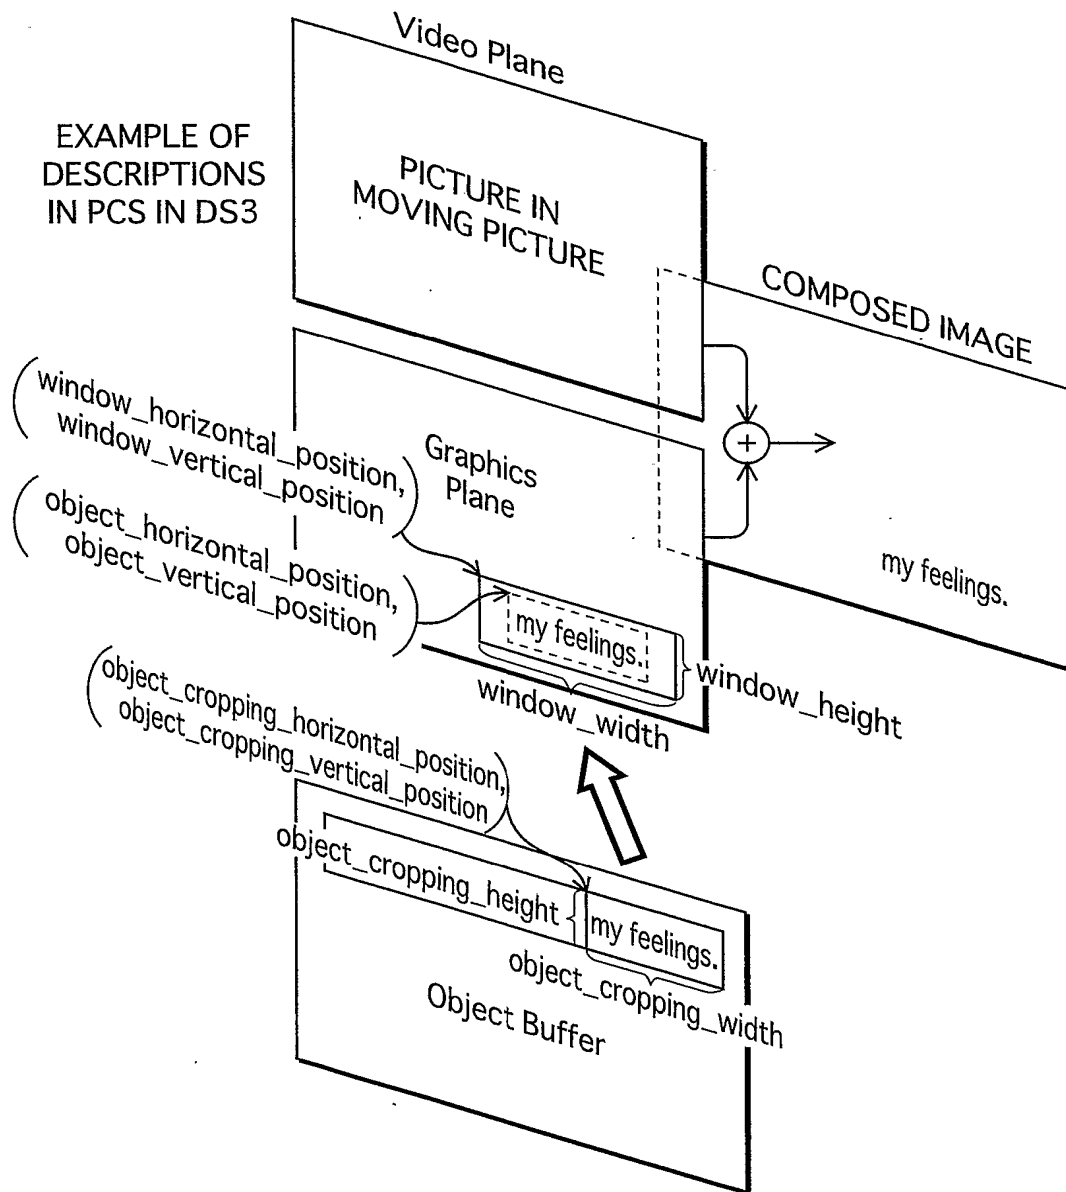 Video Plane
EXAMPLE OF
DESCRIPTIONS
IN PCS IN DS3
PICTURE IN
MOVING PICTURE
COMPOSED IMAGE
(window_horizontal_position,
window_vertical_position)
Graphics
Plane
(object_horizontal_position,
object_vertical_position)
+
my feelings.
my feelings.
window_height
window_width
(object_cropping_horizontal_position,
object_cropping_vertical_position)
object_cropping_height
my feelings.
object_cropping_width
Object Buffer